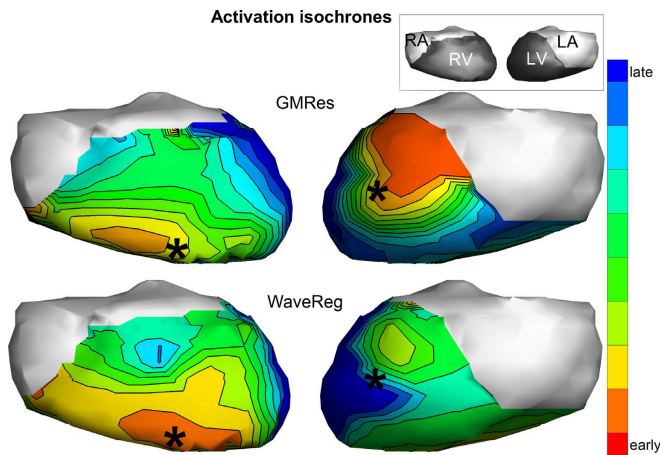 Activation isochrones
RA
RV
LV
LA
late
GMRes
*
*
WaveReg
*
*
early